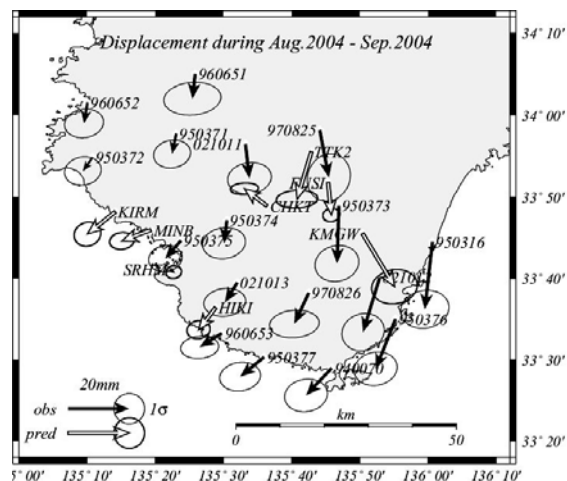 Displacement during Aug.2004 - Sep.2004
34°10'
960651
960652
34°00'
970825
950371
021011
TTK2
950372
33°50'
CHKT
950373
KIRM
950374
MINB
KMGW
950375
950316
SRHM
33°40'
021013
970826
HIKI
950376
960653
33°30'
950377
940070
20mm
obs
1σ
km
pred
0
50
33°20'
135°10' 135°20' 135°30' 135°40' 135°50' 136°00' 136°10'